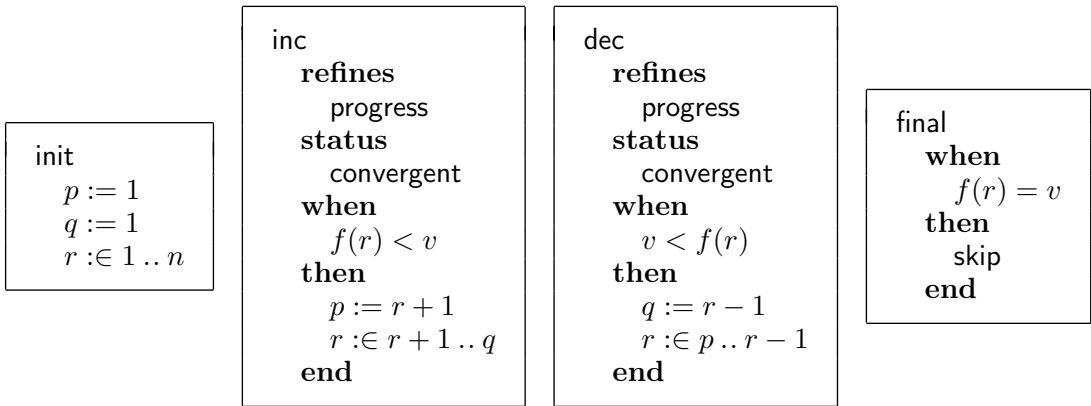 init
p := 1
q := 1
r :∈ 1 .. n
inc
refines
progress
status
convergent
when
f(r) < v
then
p := r + 1
r :∈ r + 1 .. q
end
dec
refines
progress
status
convergent
when
v < f(r)
then
q := r − 1
r :∈ p .. r − 1
end
final
when
f(r) = v
then
skip
end